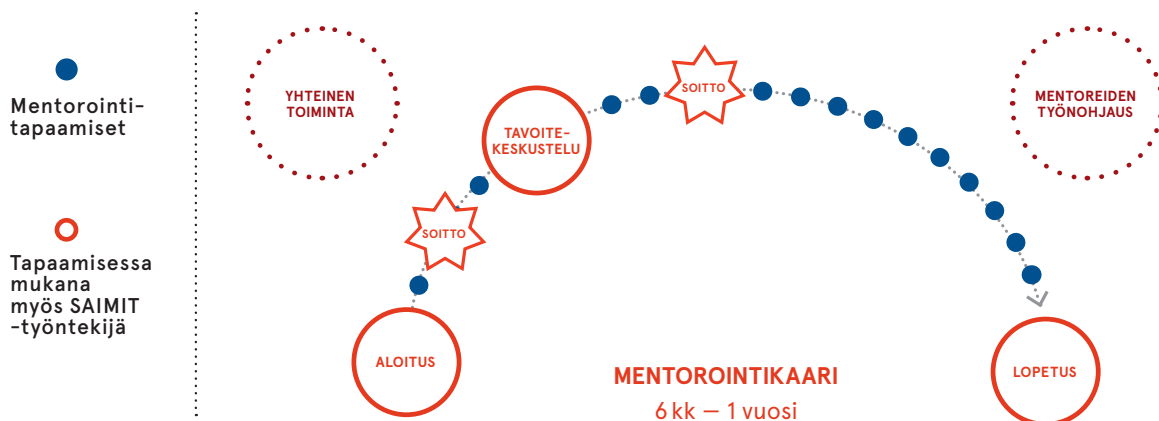 Mentorointi-
tapaamiset
Tapaamisessa
mukana
myös SAIMIT
-työntekijä
YHTEINEN
TOIMINTA
ALOITUS
SOITTO
TAVOITE-
KESKUSTELU
SOITTO
MENTOREIDEN
TYÖNOHJAUS
LOPETUS
MENTOROINTIKAARI
6 kk – 1 vuosi